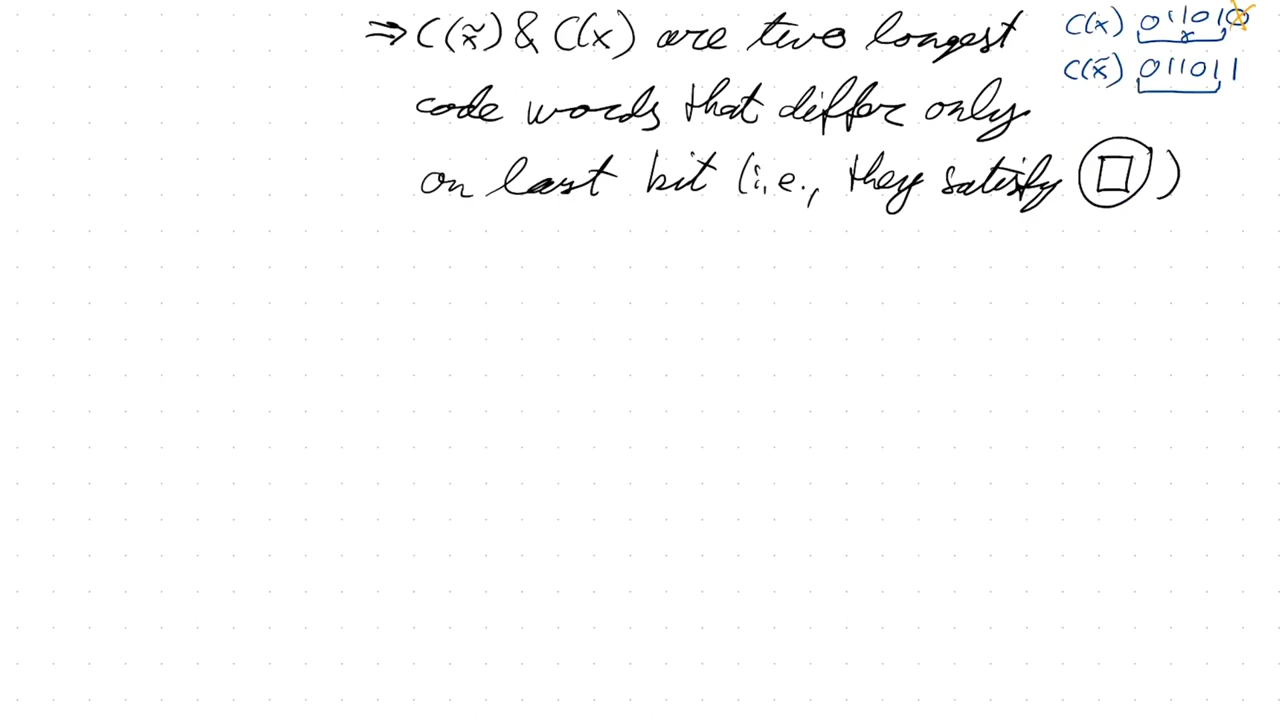 ⇒ C(x̃) & C(x) are two longest
code words that differ only
on last bit (i.e., they satisfy □)
C(x) 011010
C(x̃) 011011